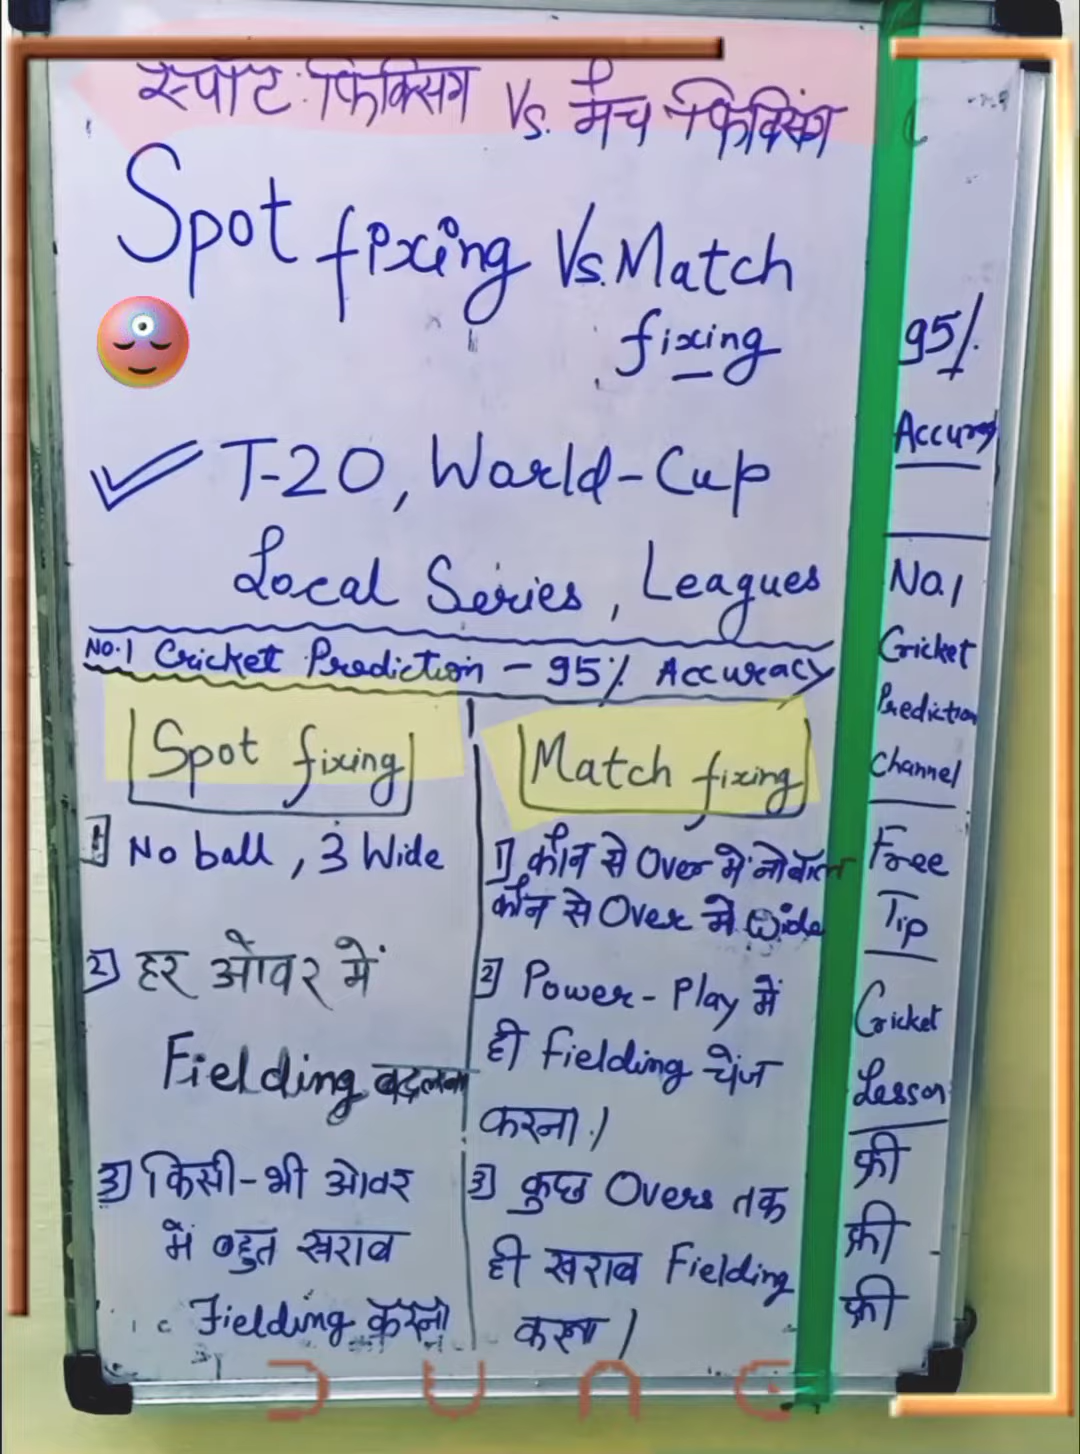 स्पॉट फिक्सिंग Vs. मैच फिक्सिंग
Spot fixing Vs. Match
fixing
T-20, World-Cup
Local Series, Leagues
No.1 Cricket Prediction - 95% Accuracy
Spot fixing
1] No ball, 3 Wide
2] हर ओवर में
Fielding बदलना
3] किसी-भी ओवर
में बहुत खराब
Fielding करना
Match fixing
1] कौन से Over में नोबॉल
कौन से Over में Wide
2] Power-Play में
ही Fielding चेंज
करना।
3] कुछ Overs तक
ही खराब Fielding
करना।
95%
No.1
Cricket
Prediction
Channel
Free
Tip
Cricket
Lesson
फ्री
फ्री
फ्री
DUNE